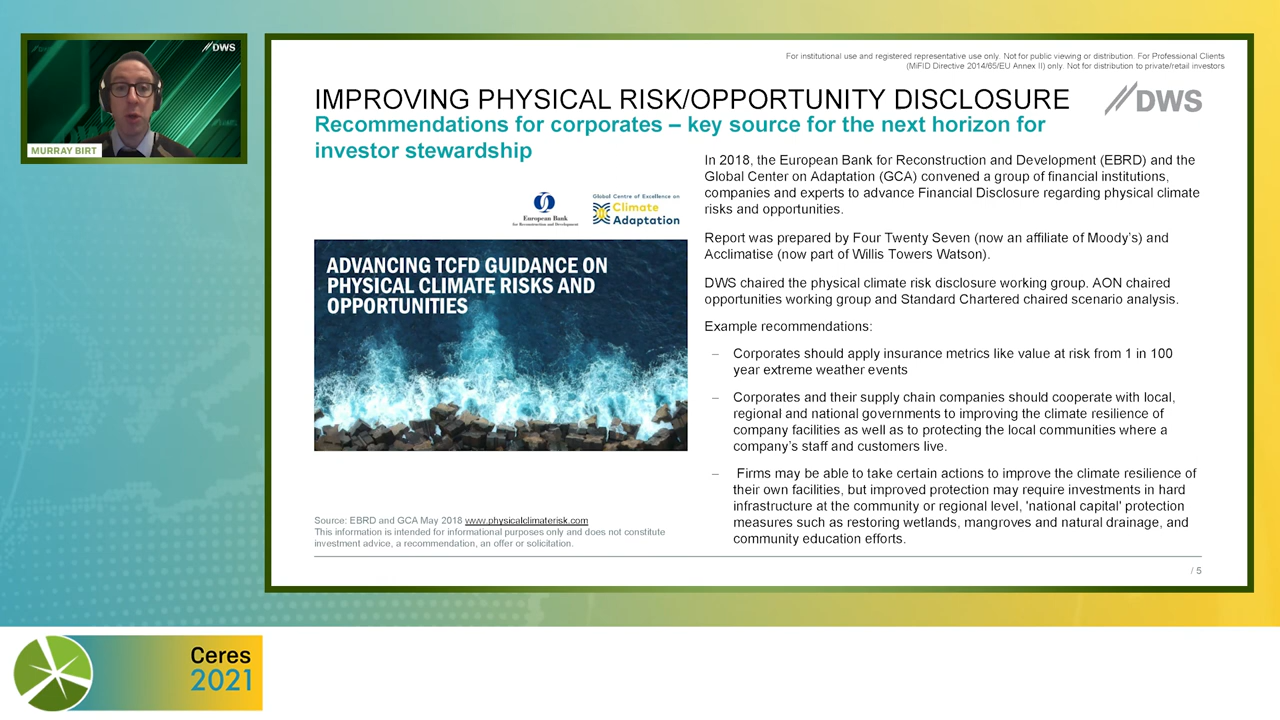 DWS
MURRAY BIRT
For institutional use and registered representative use only. Not for public viewing or distribution. For Professional Clients
(MiFID Directive 2014/65/EU Annex II) only. Not for distribution to private/retail investors
IMPROVING PHYSICAL RISK/OPPORTUNITY DISCLOSURE
DWS
Recommendations for corporates – key source for the next horizon for
investor stewardship
European Bank
for Reconstruction and Development
Global Centre of Excellence on
Climate
Adaptation
ADVANCING TCFD GUIDANCE ON
PHYSICAL CLIMATE RISKS AND
OPPORTUNITIES
Source: EBRD and GCA May 2018 www.physicalclimaterisk.com
This information is intended for informational purposes only and does not constitute
investment advice, a recommendation, an offer or solicitation.
In 2018, the European Bank for Reconstruction and Development (EBRD) and the
Global Center on Adaptation (GCA) convened a group of financial institutions,
companies and experts to advance Financial Disclosure regarding physical climate
risks and opportunities.
Report was prepared by Four Twenty Seven (now an affiliate of Moody's) and
Acclimatise (now part of Willis Towers Watson).
DWS chaired the physical climate risk disclosure working group. AON chaired
opportunities working group and Standard Chartered chaired scenario analysis.
Example recommendations:
– Corporates should apply insurance metrics like value at risk from 1 in 100
year extreme weather events
– Corporates and their supply chain companies should cooperate with local,
regional and national governments to improving the climate resilience of
company facilities as well as to protecting the local communities where a
company's staff and customers live.
– Firms may be able to take certain actions to improve the climate resilience of
their own facilities, but improved protection may require investments in hard
infrastructure at the community or regional level, 'national capital' protection
measures such as restoring wetlands, mangroves and natural drainage, and
community education efforts.
/ 5
Ceres
2021